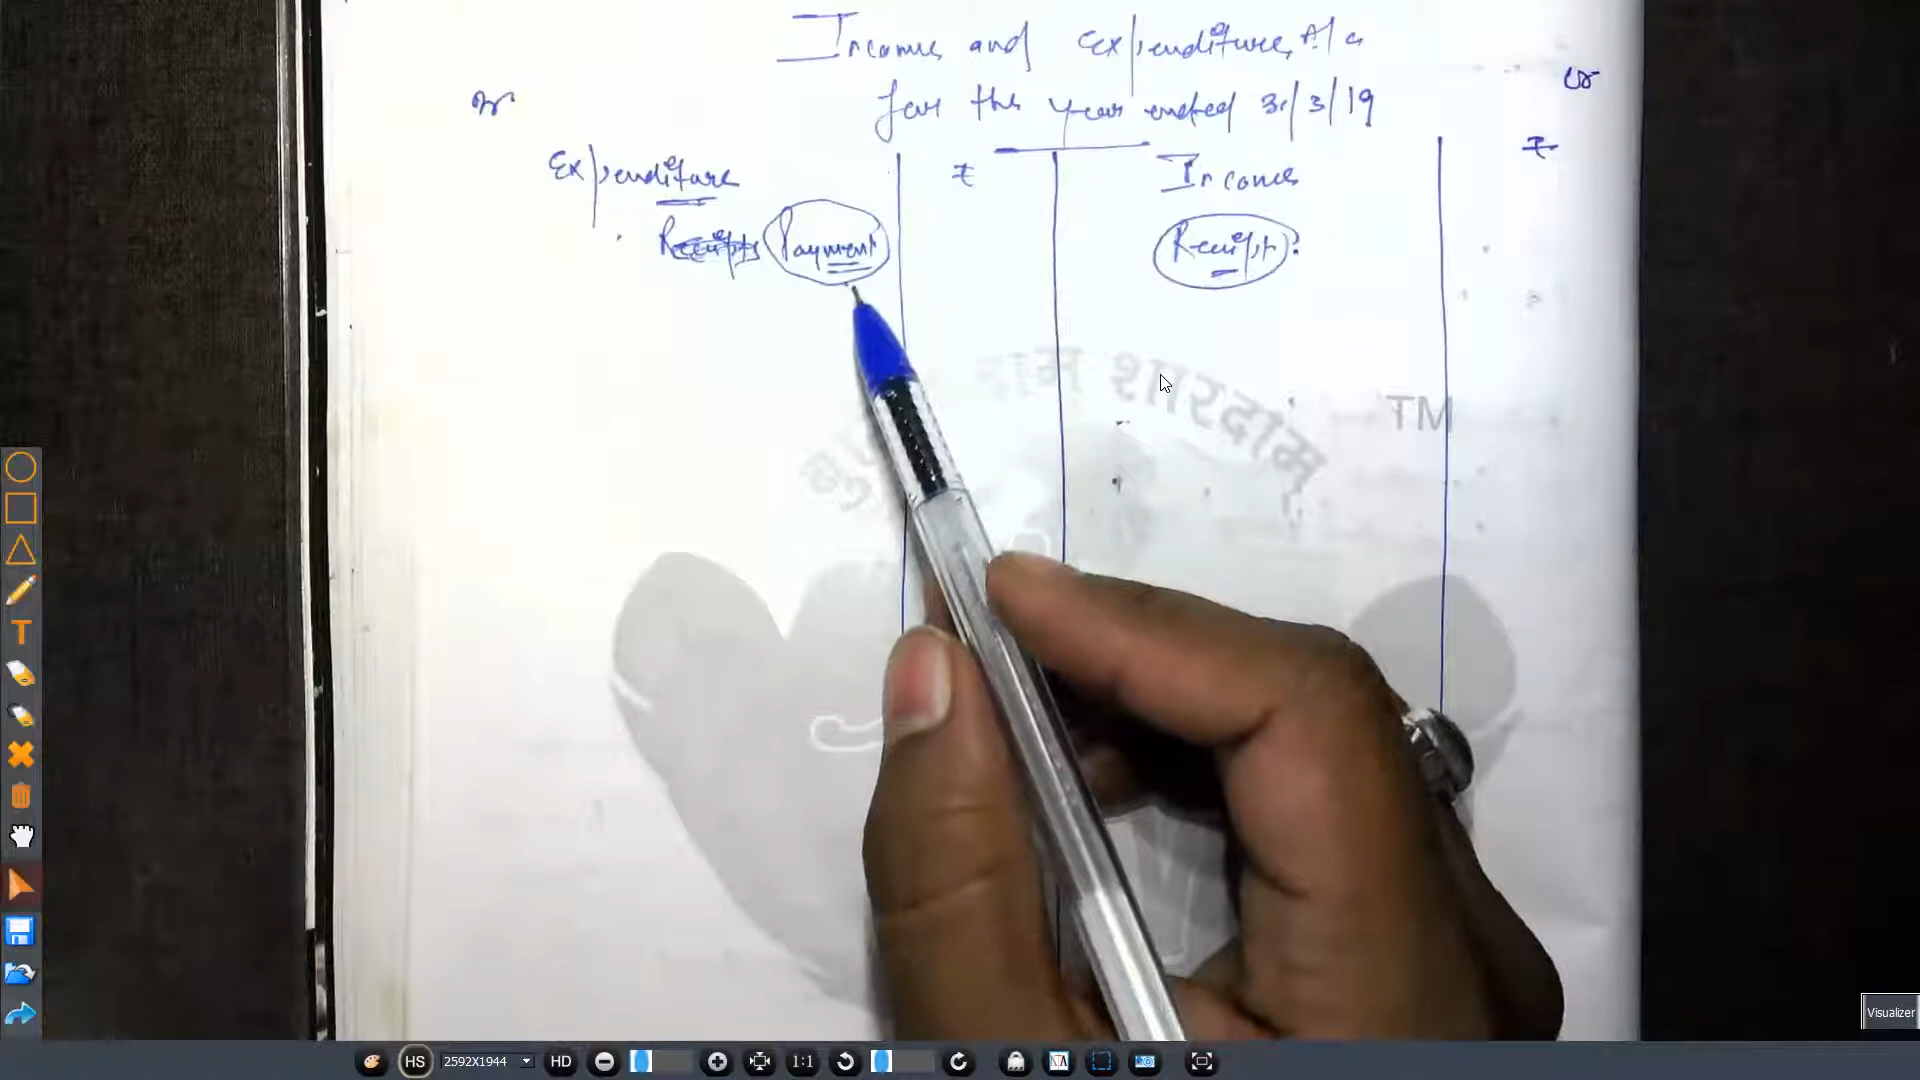 Income and Expenditure A/c
Dr
Cr
for the year ended 31/3/19
Expenditure ₹ Income ₹
Receipts Payment Receipt:
TM
HS 2592X1944 HD 1:1
Visualizer